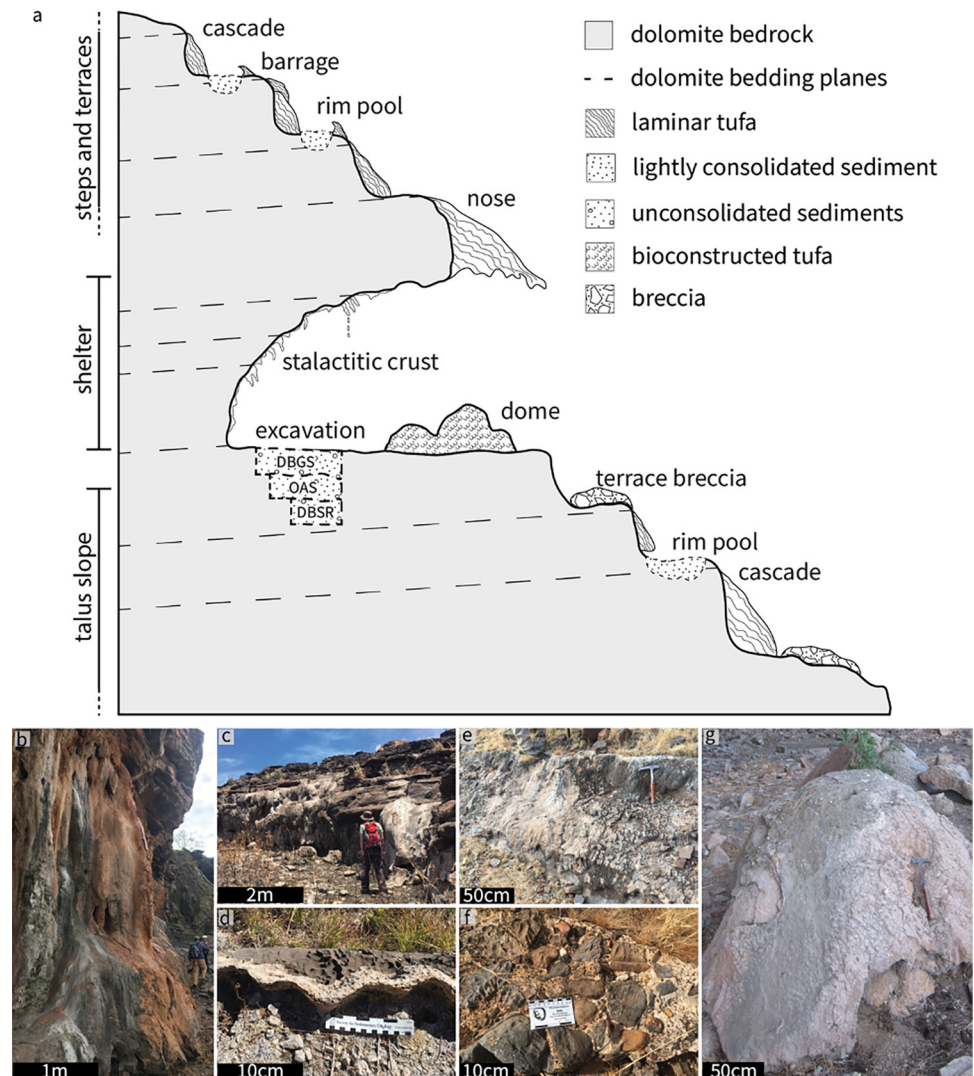 a
cascade
barrage
rim pool
nose
steps and terraces
shelter
talus slope
stalactitic crust
excavation
DBGS
OAS
DBSR
dome
terrace breccia
rim pool
cascade
dolomite bedrock
dolomite bedding planes
laminar tufa
lightly consolidated sediment
unconsolidated sediments
bioconstructed tufa
breccia
b
1m
c
2m
d
10cm
e
50cm
f
10cm
g
50cm